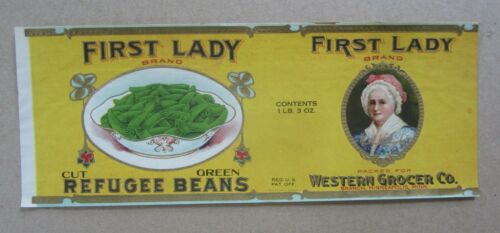 FIRST LADY
BRAND
CUT GREEN
REFUGEE BEANS
CONTENTS
1 LB. 3 OZ.
REG. U.S.
PAT. OFF.
FIRST LADY
BRAND
PACKED FOR
WESTERN GROCER CO.